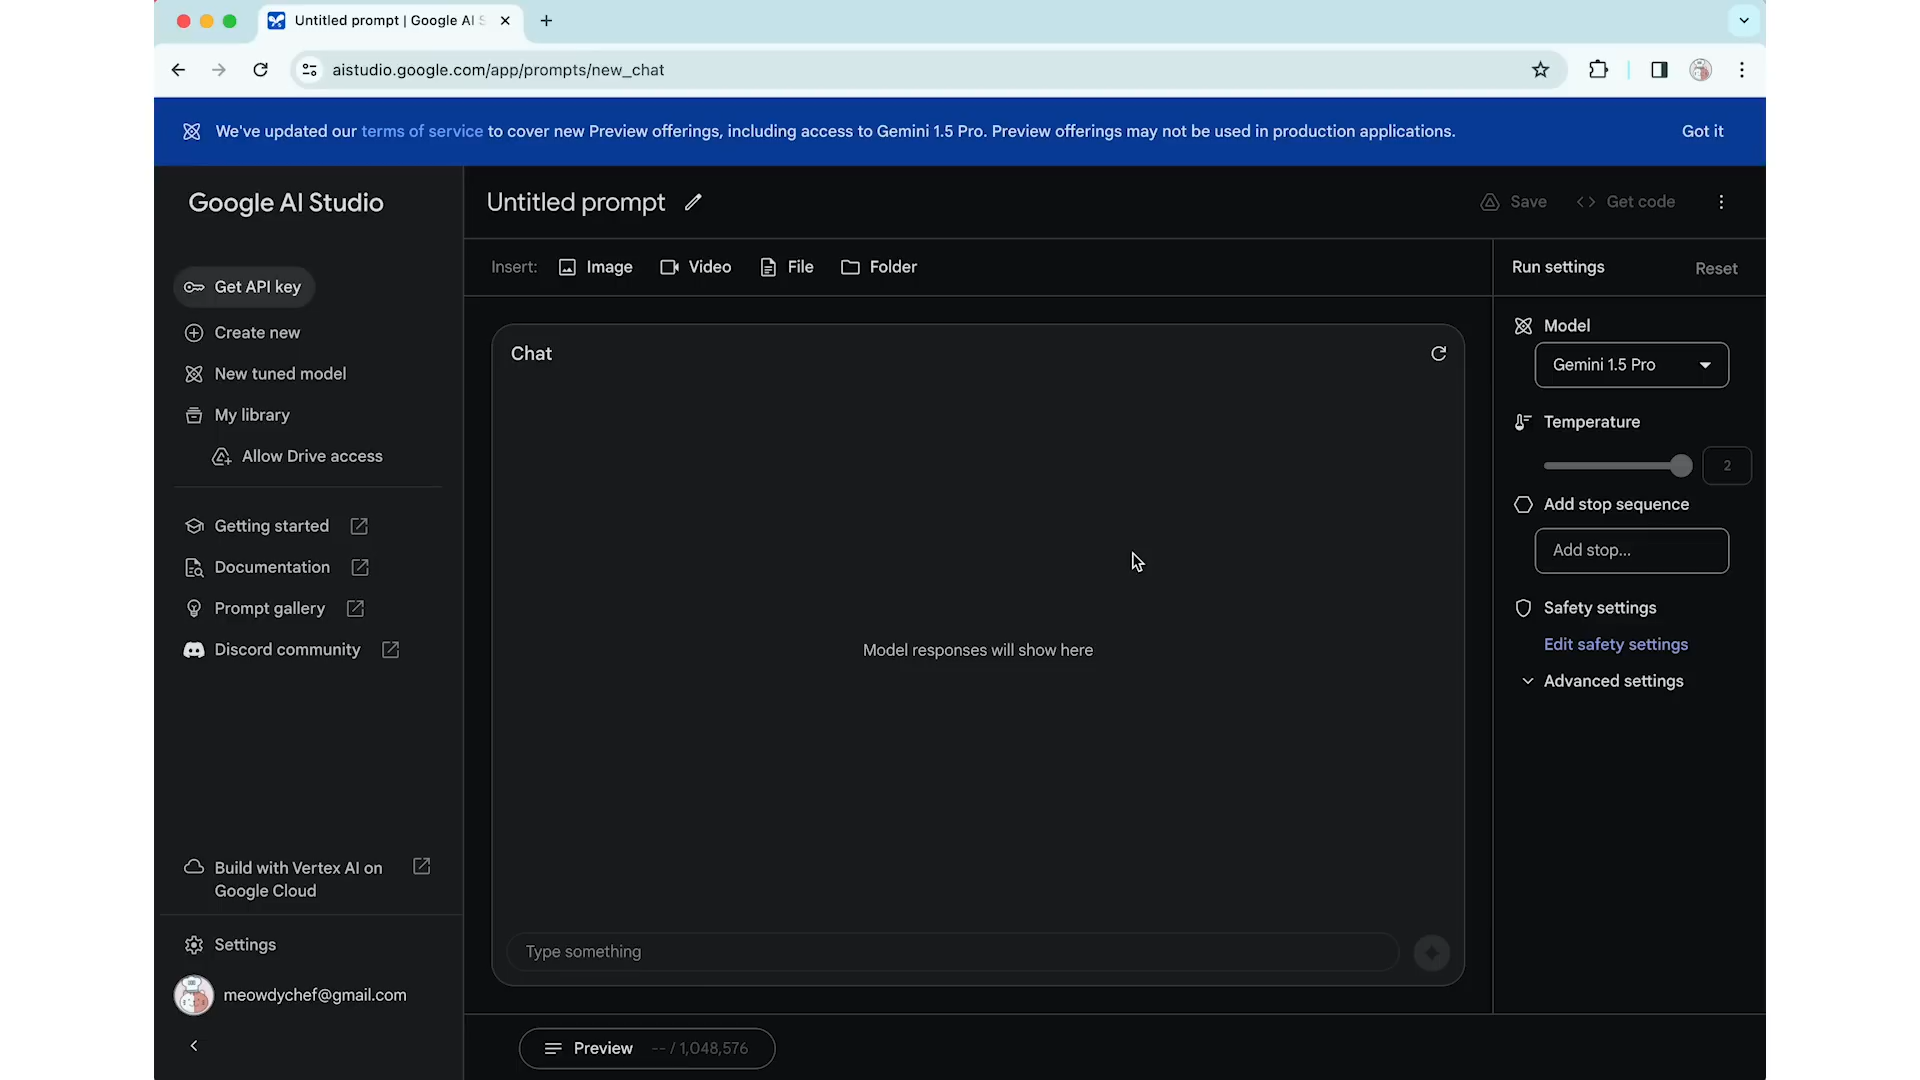 Untitled prompt | Google AI S
aistudio.google.com/app/prompts/new_chat
We've updated our terms of service to cover new Preview offerings, including access to Gemini 1.5 Pro. Preview offerings may not be used in production applications.
Got it
Google AI Studio
Get API key
Create new
New tuned model
My library
Allow Drive access
Getting started
Documentation
Prompt gallery
Discord community
Build with Vertex AI on
Google Cloud
Settings
meowdychef@gmail.com
Untitled prompt
Save
Get code
Insert:
Image
Video
File
Folder
Chat
Model responses will show here
Type something
Preview
-- / 1,048,576
Run settings
Reset
Model
Gemini 1.5 Pro
Temperature
2
Add stop sequence
Add stop...
Safety settings
Edit safety settings
Advanced settings